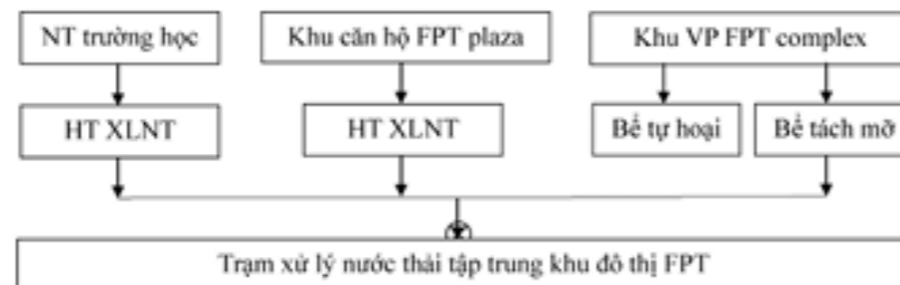 NT trường học
Khu căn hộ FPT plaza
Khu VP FPT complex
HT XLNT
HT XLNT
Bể tự hoại
Bể tách mỡ
Trạm xử lý nước thải tập trung khu đô thị FPT